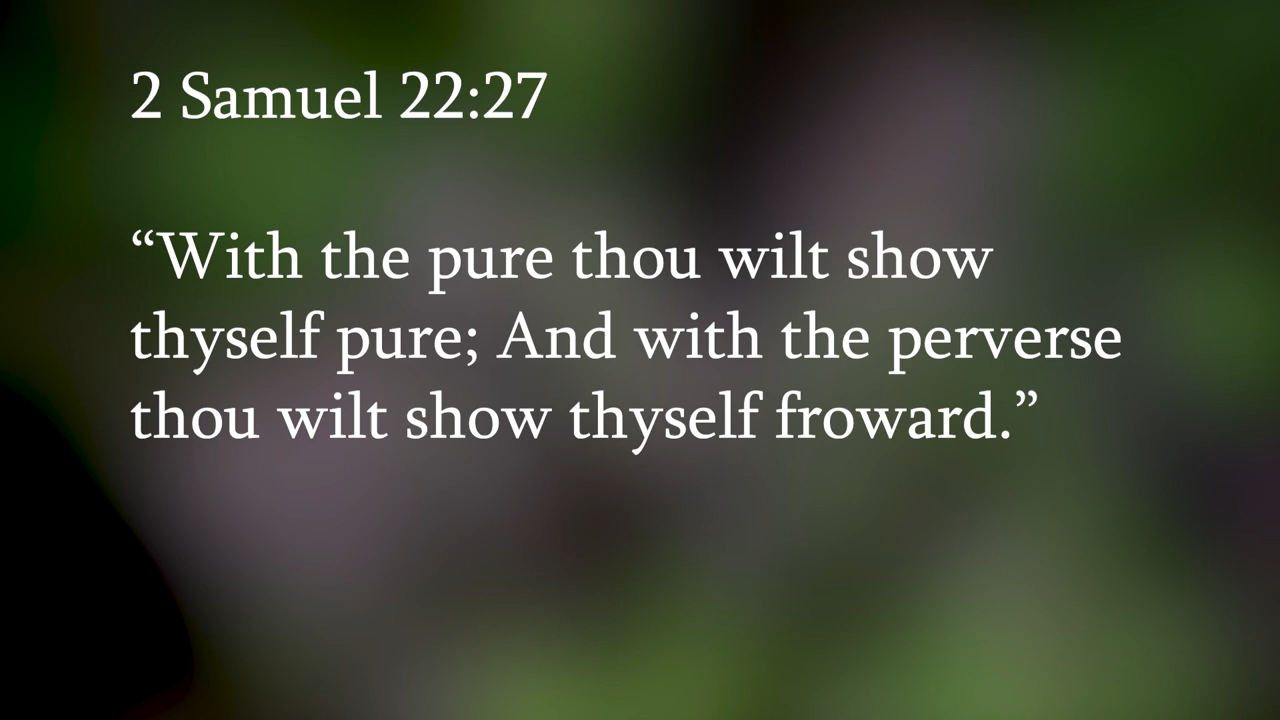 2 Samuel 22:27
“With the pure thou wilt show
thyself pure; And with the perverse
thou wilt show thyself froward.”